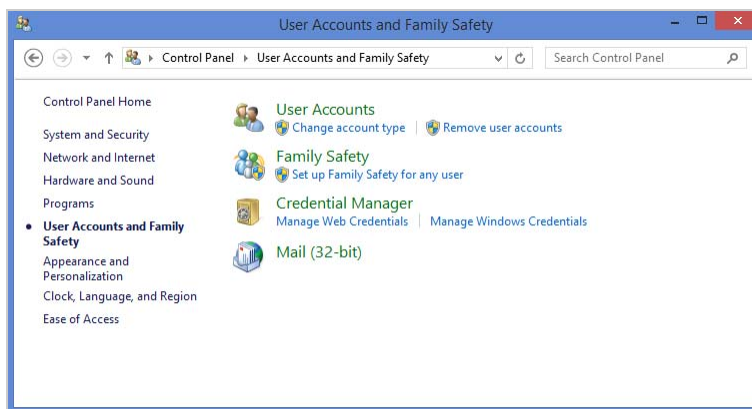 User Accounts and Family Safety
Control Panel User Accounts and Family Safety Search Control Panel
Control Panel Home
System and Security
Network and Internet
Hardware and Sound
Programs
User Accounts and Family
Safety
Appearance and
Personalization
Clock, Language, and Region
Ease of Access
User Accounts
Change account type Remove user accounts
Family Safety
Set up Family Safety for any user
Credential Manager
Manage Web Credentials Manage Windows Credentials
Mail (32-bit)